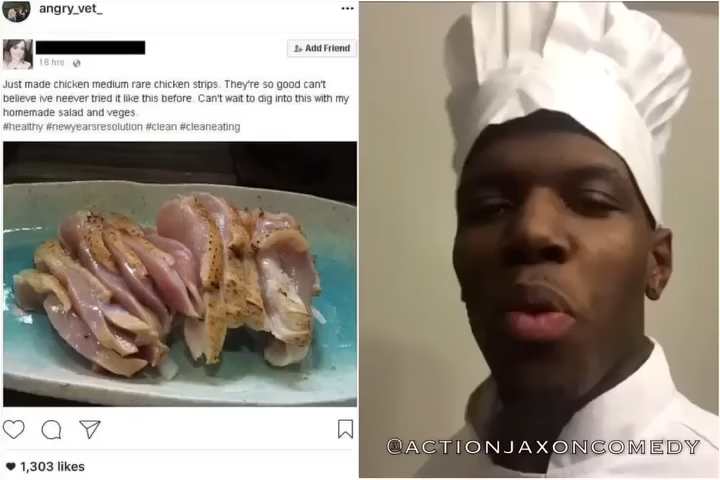 angry_vet_
18 hrs
Add Friend
Just made chicken medium rare chicken strips. They're so good can't
believe ive neever tried it like this before. Can't wait to dig into this with my
homemade salad and veges.
#healthy #newyearsresolution #clean #cleaneating
1,303 likes
@ACTIONJAXONCOMEDY